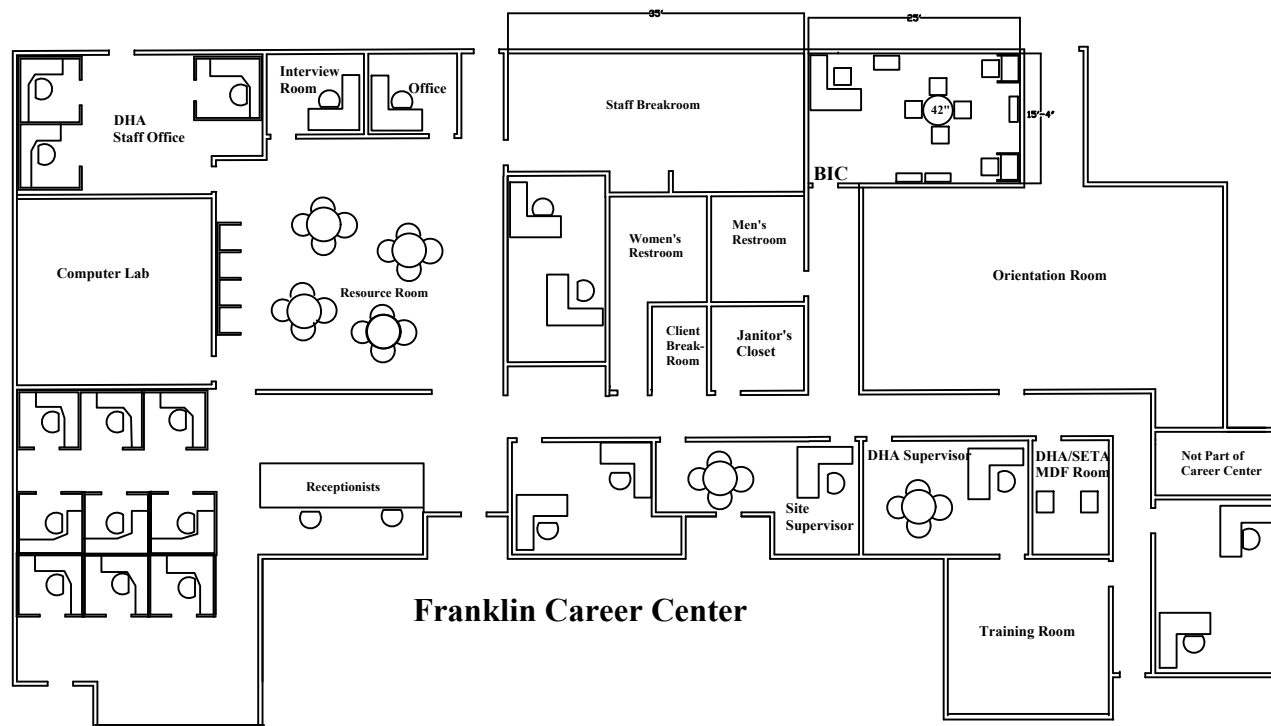 35'
25'
Interview
Room
Office
Staff Breakroom
42"
15'-4"
DHA
Staff Office
BIC
Computer Lab
Resource Room
Women's
Restroom
Men's
Restroom
Orientation Room
Client
Break-
Room
Janitor's
Closet
Receptionists
Site
Supervisor
DHA Supervisor
DHA/SETA
MDF Room
Not Part of
Career Center
Franklin Career Center
Training Room